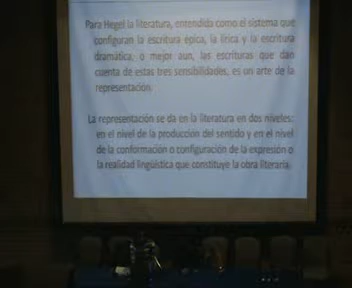 Para Hegel la literatura, entendida como el sistema que
configuran la escritura épica, la lírica y la escritura
dramática, o mejor aun, las escrituras que dan
cuenta de estas tres sensibilidades, es un arte de la
representación.
La representación se da en la literatura en dos niveles:
en el nivel de la producción del sentido y en el nivel
de la conformación o configuración de la expresión o
la realidad lingüística que constituye la obra literaria.